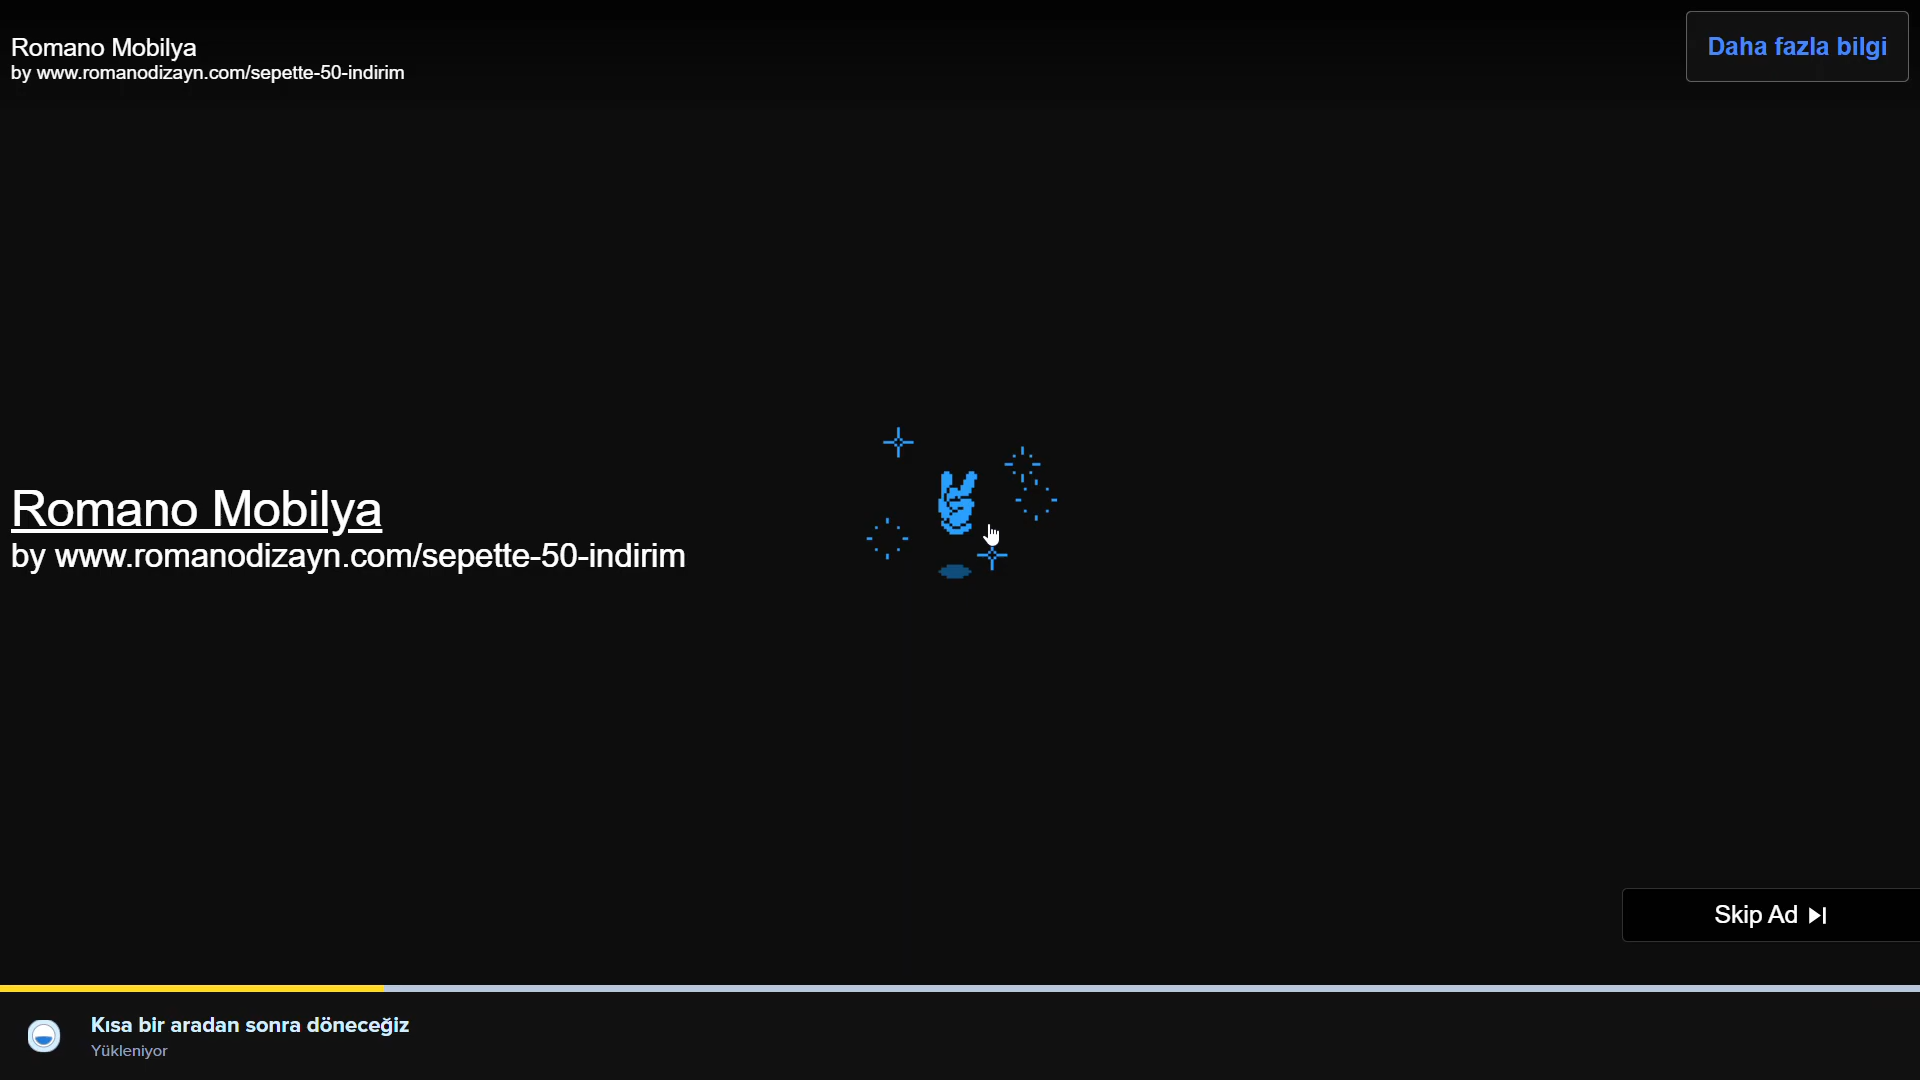 Romano Mobilya
by www.romanodizayn.com/sepette-50-indirim
Daha fazla bilgi
Romano Mobilya
by www.romanodizayn.com/sepette-50-indirim
Skip Ad
Kısa bir aradan sonra döneceğiz
Yükleniyor